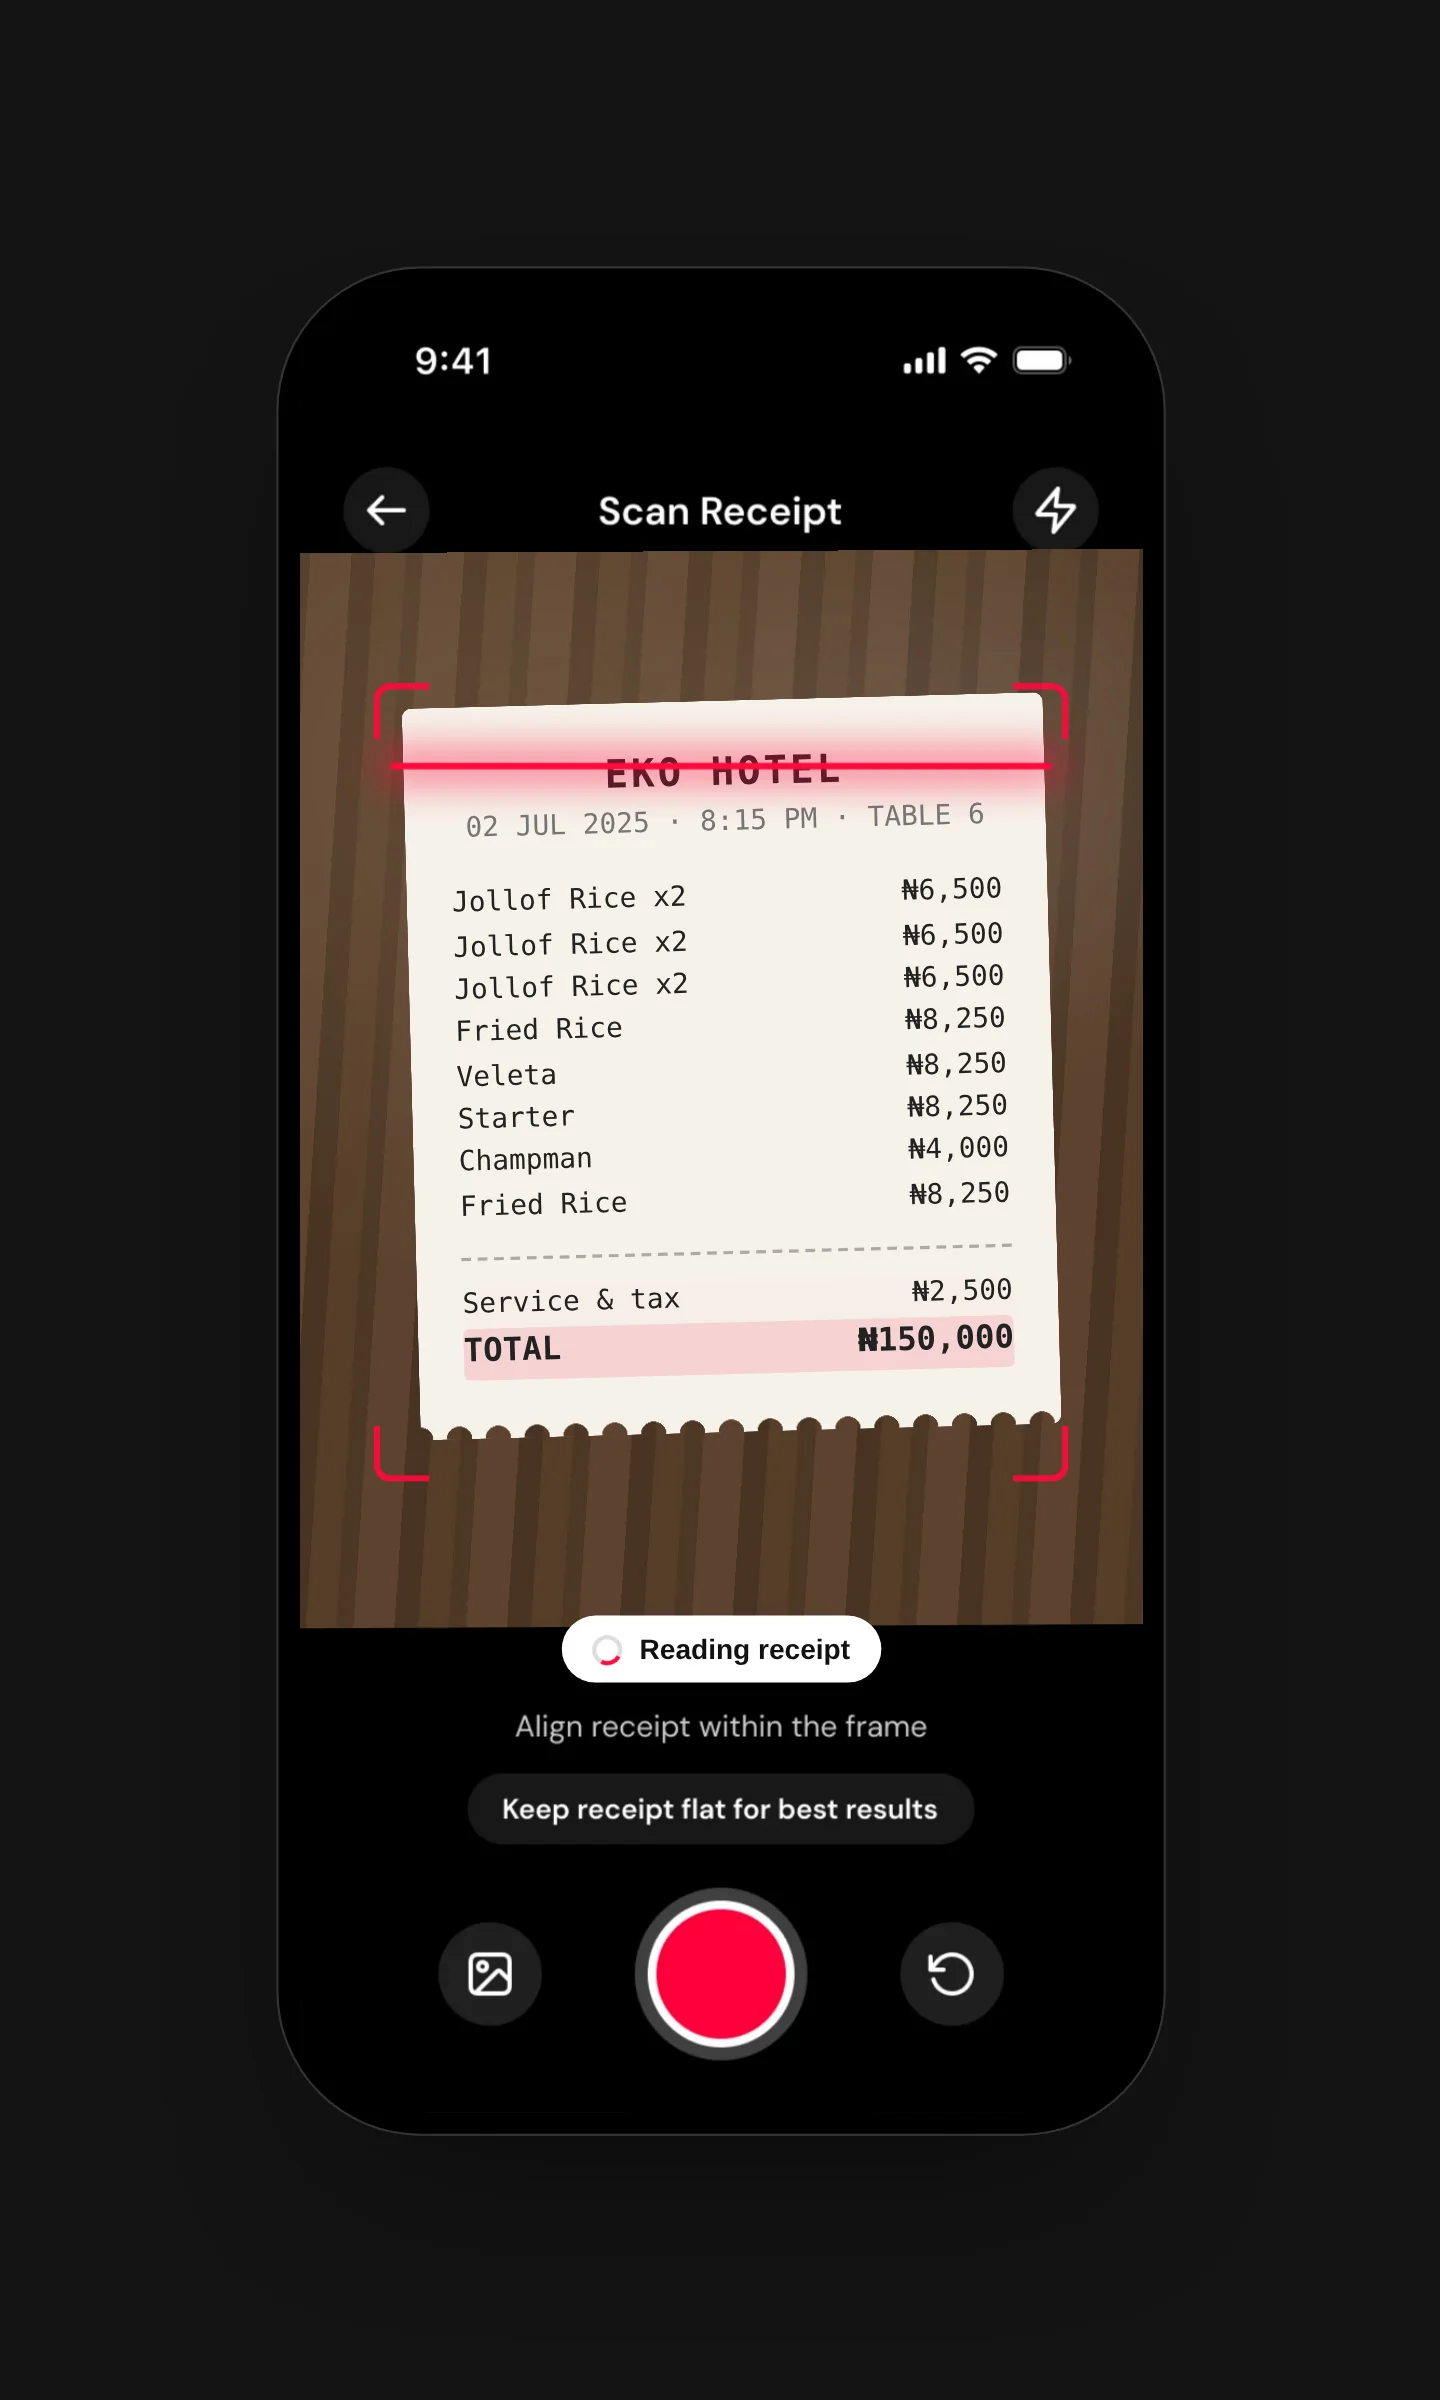 9:41
Scan Receipt
EKO HOTEL
02 JUL 2025 · 8:15 PM · TABLE 6
Jollof Rice x2 ₦6,500
Jollof Rice x2 ₦6,500
Jollof Rice x2 ₦6,500
Fried Rice ₦8,250
Veleta ₦8,250
Starter ₦8,250
Champman ₦4,000
Fried Rice ₦8,250
Service & tax ₦2,500
TOTAL ₦150,000
Reading receipt
Align receipt within the frame
Keep receipt flat for best results